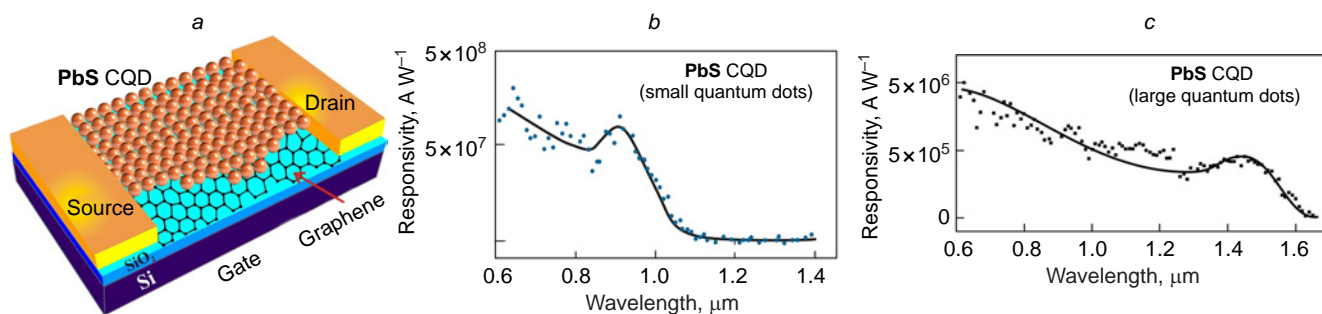 a
PbS CQD
Drain
Source
Graphene
SiO2
Si
Gate
b
Responsivity, A W–1
5×10^8
5×10^7
PbS CQD
(small quantum dots)
0.6 0.8 1.0 1.2 1.4
Wavelength, μm
c
Responsivity, A W–1
5×10^6
5×10^5
0
PbS CQD
(large quantum dots)
0.6 0.8 1.0 1.2 1.4 1.6
Wavelength, μm